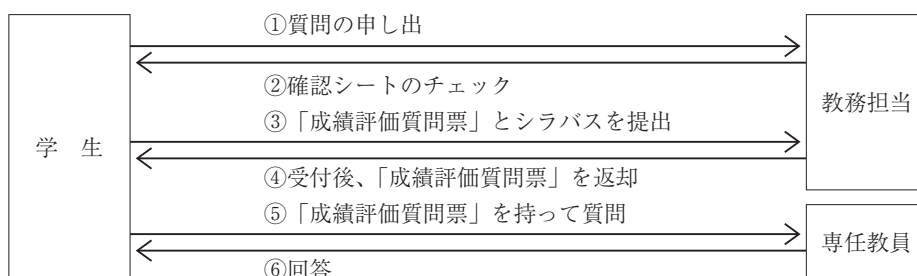 ①質問の申し出
②確認シートのチェック
教務担当
③「成績評価質問票」とシラバスを提出
学 生
④受付後、「成績評価質問票」を返却
⑤「成績評価質問票」を持って質問
専任教員
⑥回答